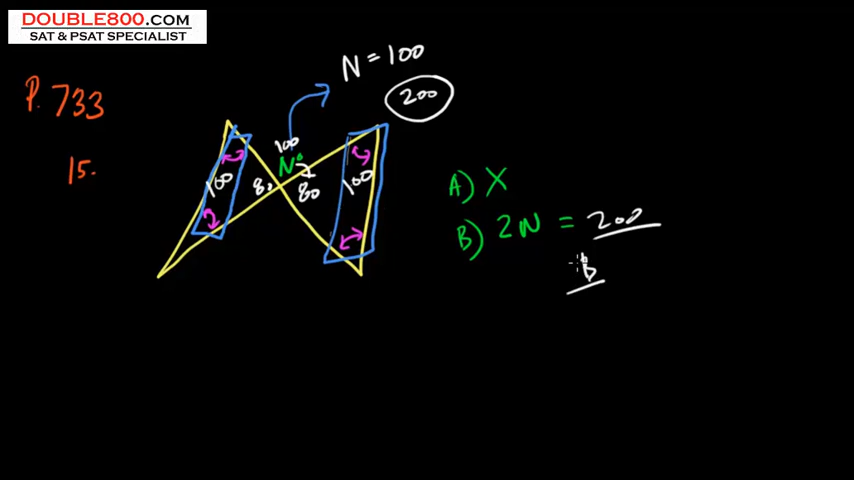 DOUBLE800.COM
SAT & PSAT SPECIALIST
P. 733
15.
N = 100
200
100
N°
80
80
100
100
A) X
B) 2N = 200
B